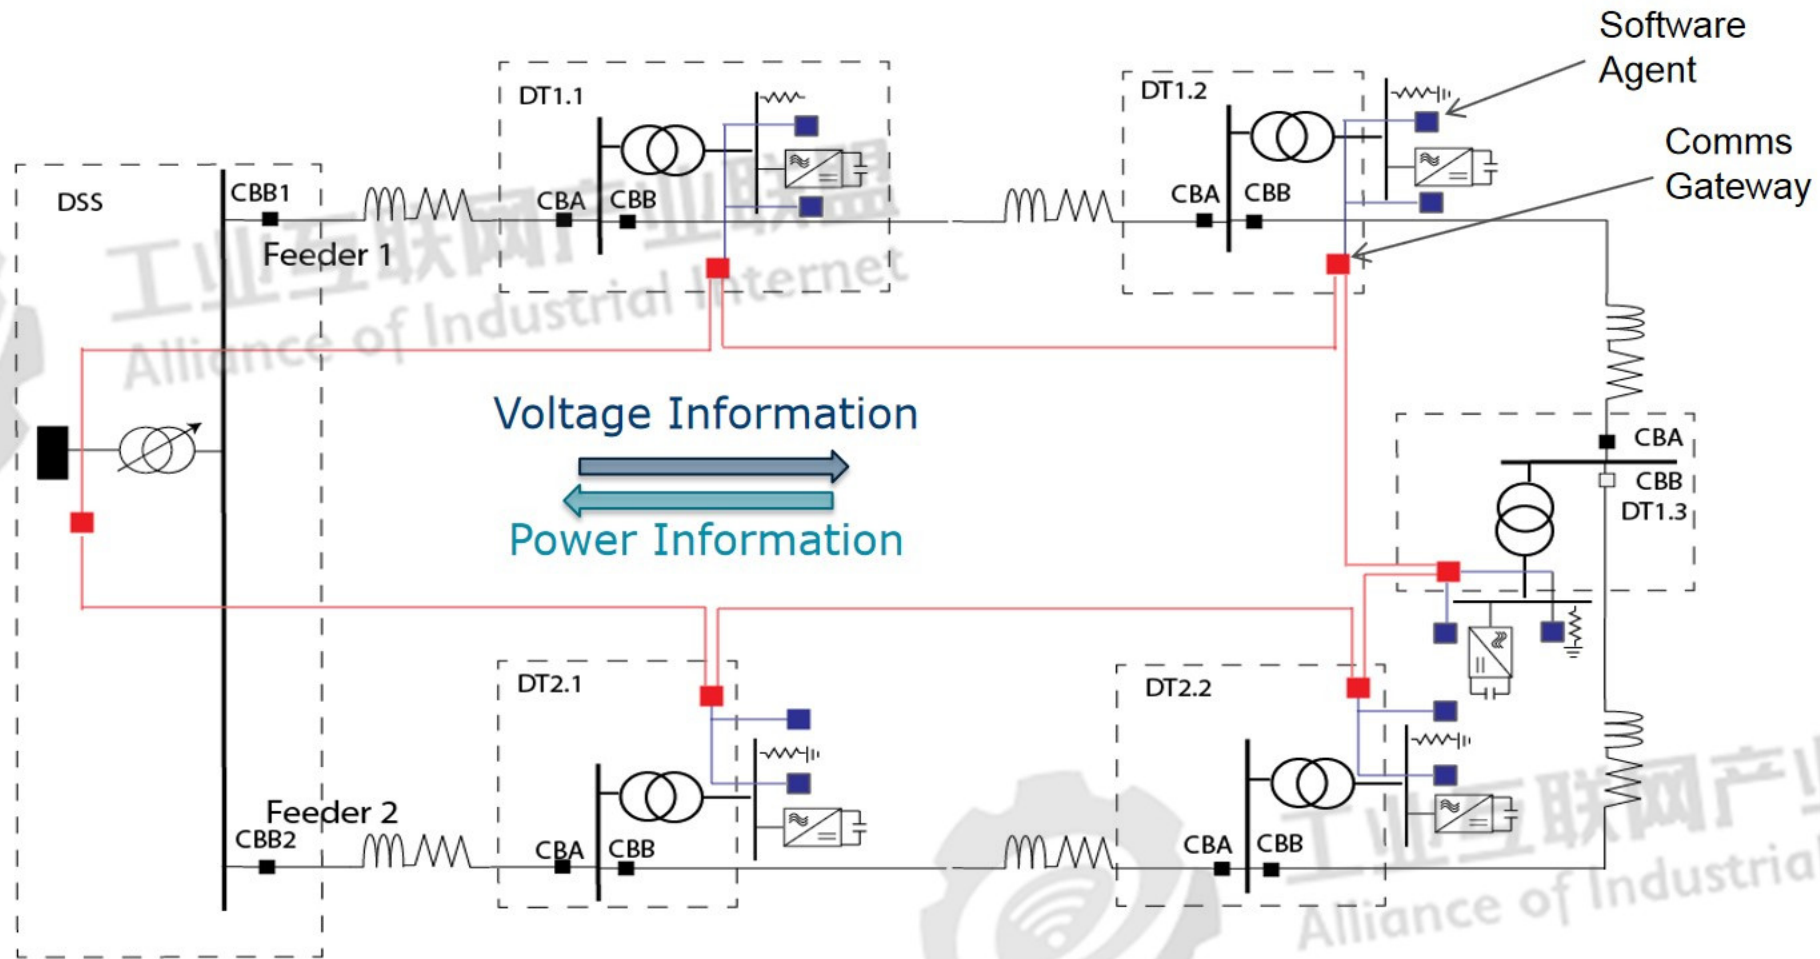 Software
Agent
Comms
Gateway
DT1.1
DT1.2
DSS
CBB1
CBA
CBB
CBA
CBB
Feeder 1
工业互联网产业联盟
Alliance of Industrial Internet
Voltage Information
Power Information
CBA
CBB
DT1.3
DT2.1
DT2.2
Feeder 2
CBB2
CBA
CBB
CBA
CBB
工业互联网产业
Alliance of Industrial